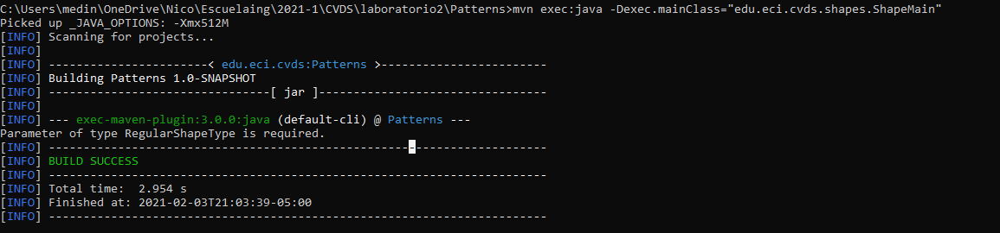 C:\Users\medin\OneDrive\Nico\Escuelaing\2021-1\CVDS\laboratorio2\Patterns>mvn exec:java -Dexec.mainClass="edu.eci.cvds.shapes.ShapeMain"
Picked up _JAVA_OPTIONS: -Xmx512M
[INFO] Scanning for projects...
[INFO]
[INFO] -----------------------< edu.eci.cvds:Patterns >------------------------
[INFO] Building Patterns 1.0-SNAPSHOT
[INFO] --------------------------------[ jar ]---------------------------------
[INFO]
[INFO] --- exec-maven-plugin:3.0.0:java (default-cli) @ Patterns ---
Parameter of type RegularShapeType is required.
[INFO] ------------------------------------------------------------------------
[INFO] BUILD SUCCESS
[INFO] ------------------------------------------------------------------------
[INFO] Total time:  2.954 s
[INFO] Finished at: 2021-02-03T21:03:39-05:00
[INFO] ------------------------------------------------------------------------